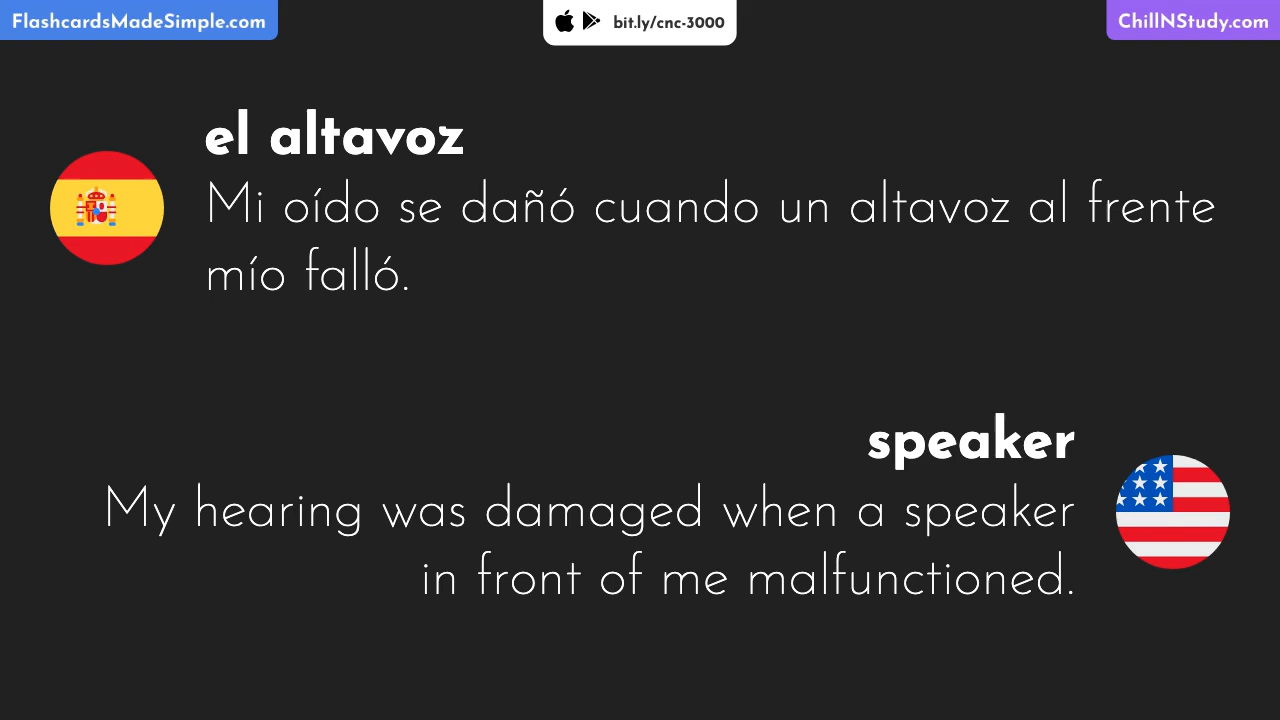 FlashcardsMadeSimple.com
bit.ly/cnc-3000
ChillNStudy.com
el altavoz
Mi oído se dañó cuando un altavoz al frente
mío falló.
speaker
My hearing was damaged when a speaker
in front of me malfunctioned.